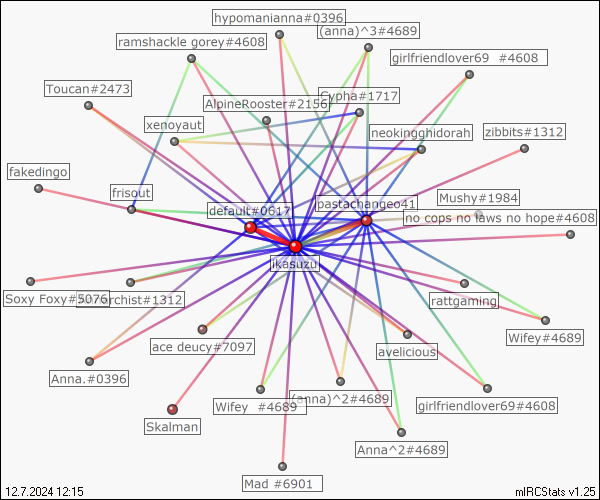 hypomanianna#0396
(anna)^3#4689
ramshackle gorey#4608
girlfriendlover69 #4608
Toucan#2473
Cypha#1717
AlpineRooster#2156
xenoyaut
neokingghidorah
zibbits#1312
fakedingo
frisout
Mushy#1984
pastachangeo41
default#0617
no cops no laws no hope#4608
ikasuzu
Soxy Foxy#5076
rchist#1312
rattgaming
Wifey#4689
ace deucy#7097
avelicious
Anna.#0396
(anna)^2#4689
Wifey #4689
girlfriendlover69#4608
Skalman
Anna^2#4689
Mad #6901
12.7.2024 12:15
mIRCStats v1.25